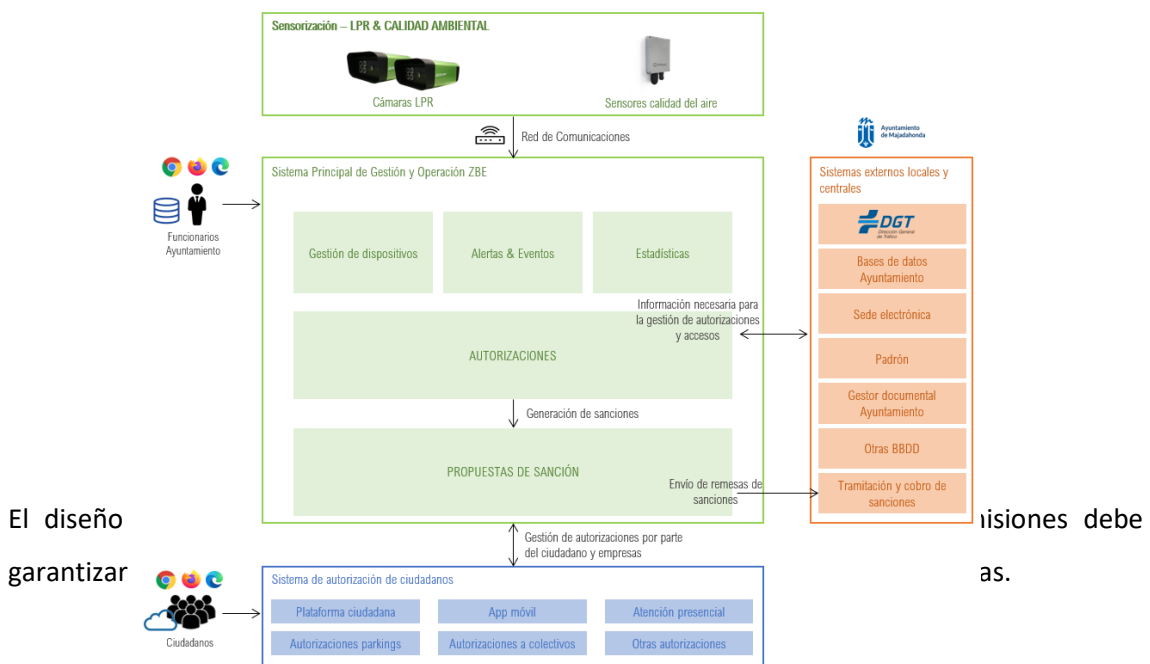 Sensorización – LPR & CALIDAD AMBIENTAL
Cámaras LPR
Sensores calidad del aire
Red de Comunicaciones
Ayuntamiento
de Majadahonda
Funcionarios
Ayuntamiento
Sistema Principal de Gestión y Operación ZBE
Gestión de dispositivos
Alertas & Eventos
Estadísticas
Información necesaria para
la gestión de autorizaciones
y accesos
AUTORIZACIONES
Generación de sanciones
PROPUESTAS DE SANCIÓN
Envío de remesas de
sanciones
Sistemas externos locales y
centrales
DGT
Dirección General
de Tráfico
Bases de datos
Ayuntamiento
Sede electrónica
Padrón
Gestor documental
Ayuntamiento
Otras BBDD
Tramitación y cobro de
sanciones
El diseño
isiones debe
garantizar
as.
Gestión de autorizaciones por parte
del ciudadano y empresas
Ciudadanos
Sistema de autorización de ciudadanos
Plataforma ciudadana
App móvil
Atención presencial
Autorizaciones parkings
Autorizaciones a colectivos
Otras autorizaciones